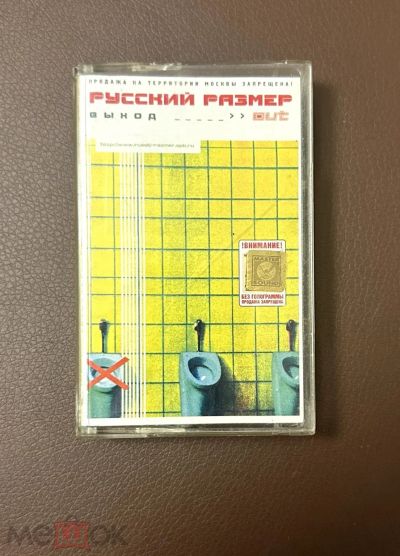 ПРОДАЖА НА ТЕРРИТОРИИ МОСКВЫ ЗАПРЕЩЕНА!
РУССКИЙ РАЗМЕР
ВЫХОД _ _ _ _ _ >> out
!ВНИМАНИЕ!
MASTER
SOUND
БЕЗ ГОЛОГРАММЫ
ПРОДАЖА ЗАПРЕЩЕНА
МЕШОК